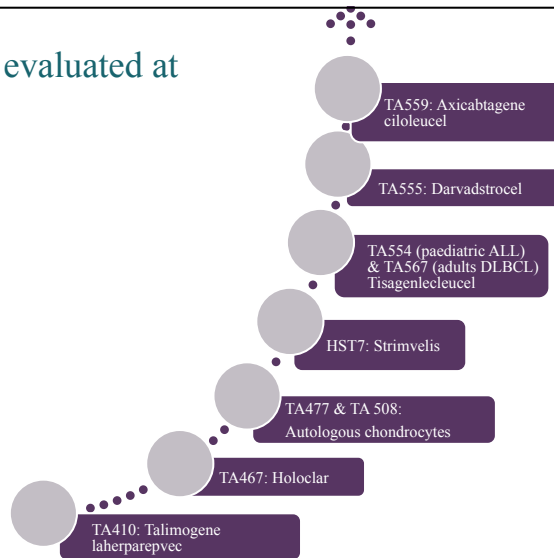 evaluated at
TA559: Axicabtagene
ciloleucel
TA555: Darvadstrocel
TA554 (paediatric ALL)
& TA567 (adults DLBCL)
Tisagenlecleucel
HST7: Strimvelis
TA477 & TA 508:
Autologous chondrocytes
TA467: Holoclar
TA410: Talimogene
laherparepvec